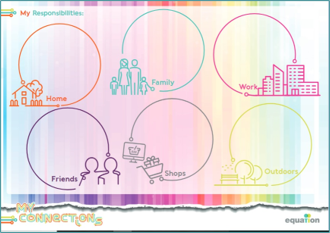 My Responsibilities:
Family
Work
Home
Friends
Shops
Outdoors
MY
CONNECTIONS
equation